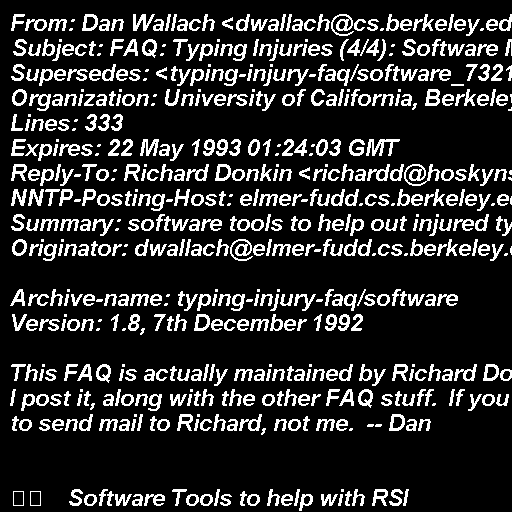 From: Dan Wallach <dwallach@cs.berkeley.ed
Subject: FAQ: Typing Injuries (4/4): Software M
Supersedes: <typing-injury-faq/software_7321
Organization: University of California, Berkeley
Lines: 333
Expires: 22 May 1993 01:24:03 GMT
Reply-To: Richard Donkin <richardd@hoskyns
NNTP-Posting-Host: elmer-fudd.cs.berkeley.e
Summary: software tools to help out injured ty
Originator: dwallach@elmer-fudd.cs.berkeley.
Archive-name: typing-injury-faq/software
Version: 1.8, 7th December 1992
This FAQ is actually maintained by Richard Do
I post it, along with the other FAQ stuff.  If you
to send mail to Richard, not me.  -- Dan
Software Tools to help with RSI